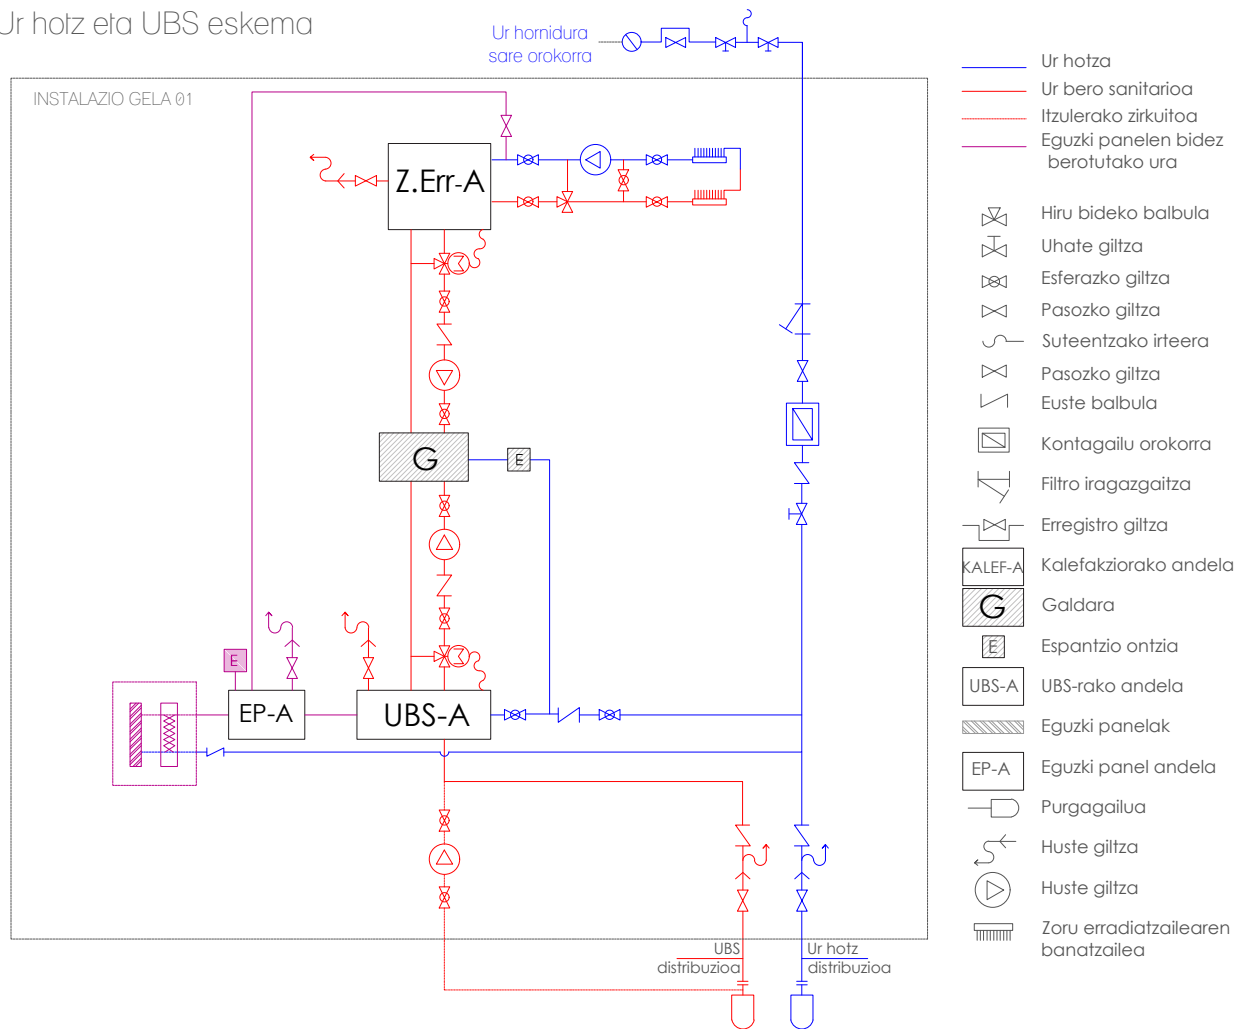 Ur hotz eta UBS eskema
Ur hornidura
sare orokorra
INSTALAZIO GELA 01
Z.Err-A
G
E
E
EP-A
UBS-A
UBS
distribuzioa
Ur hotz
distribuzioa
Ur hotza
Ur bero sanitarioa
Itzulerako zirkuitoa
Eguzki panelen bidez
berotutako ura
Hiru bideko balbula
Uhate giltza
Esferazko giltza
Pasozko giltza
Suteentzako irteera
Pasozko giltza
Euste balbula
Kontagailu orokorra
Filtro iragazgaitza
Erregistro giltza
KALEF-A Kalefakziorako andela
G Galdara
E Espantzio ontzia
UBS-A UBS-rako andela
Eguzki panelak
EP-A Eguzki panel andela
Purgagailua
Huste giltza
Huste giltza
Zoru erradiatzailearen
banatzailea